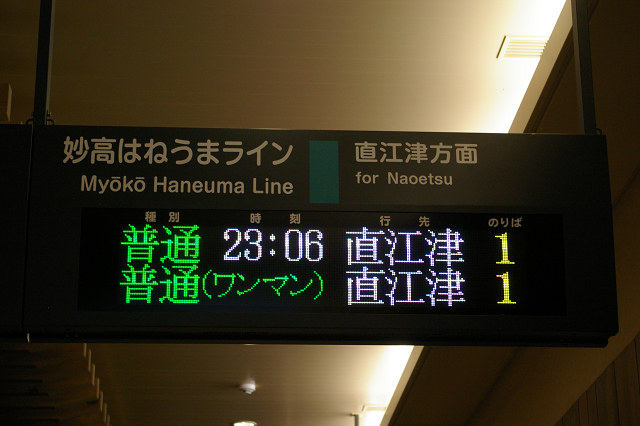 妙高はねうまライン 直江津方面
Myōkō Haneuma Line for Naoetsu
種別 時刻 行先 のりば
普通 23:06 直江津 1
普通(ワンマン) 直江津 1